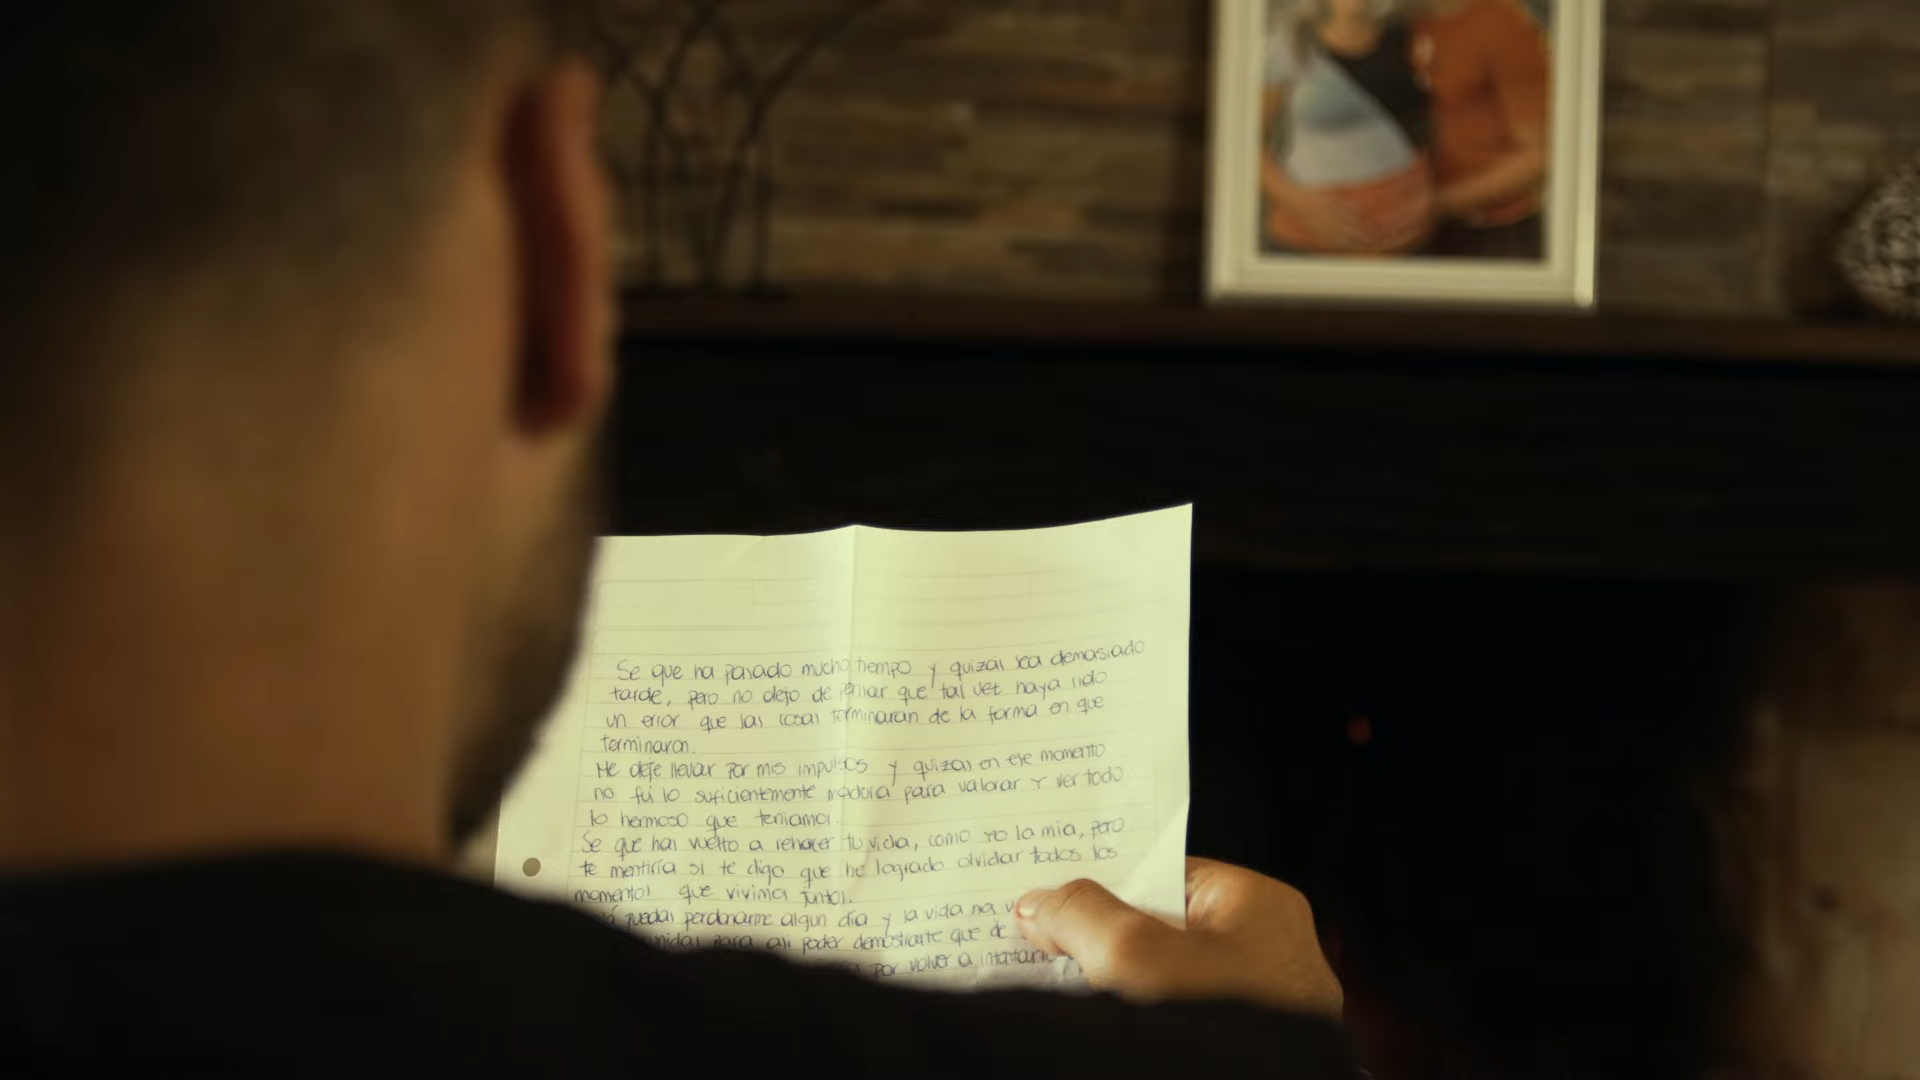 Se que ha pasado mucho tiempo y quizás sea demasiado
tarde, pero no dejo de pensar que tal vez haya sido
un error que las cosas terminaran de la forma en que
terminaron.
Me deje llevar por mis impulsos y quizas en ese momento
no fui lo suficientemente madura para valorar y ver todo
lo hermoso que teniamos.
Se que has vuelto a rehacer tu vida, como yo la mia, pero
te mentiría si te digo que he logrado olvidar todos los
momentos que vivimos juntos.
puedas perdonarme algun día y la vida nos
para asi poder demostrarte que de
por volver a intentarlo